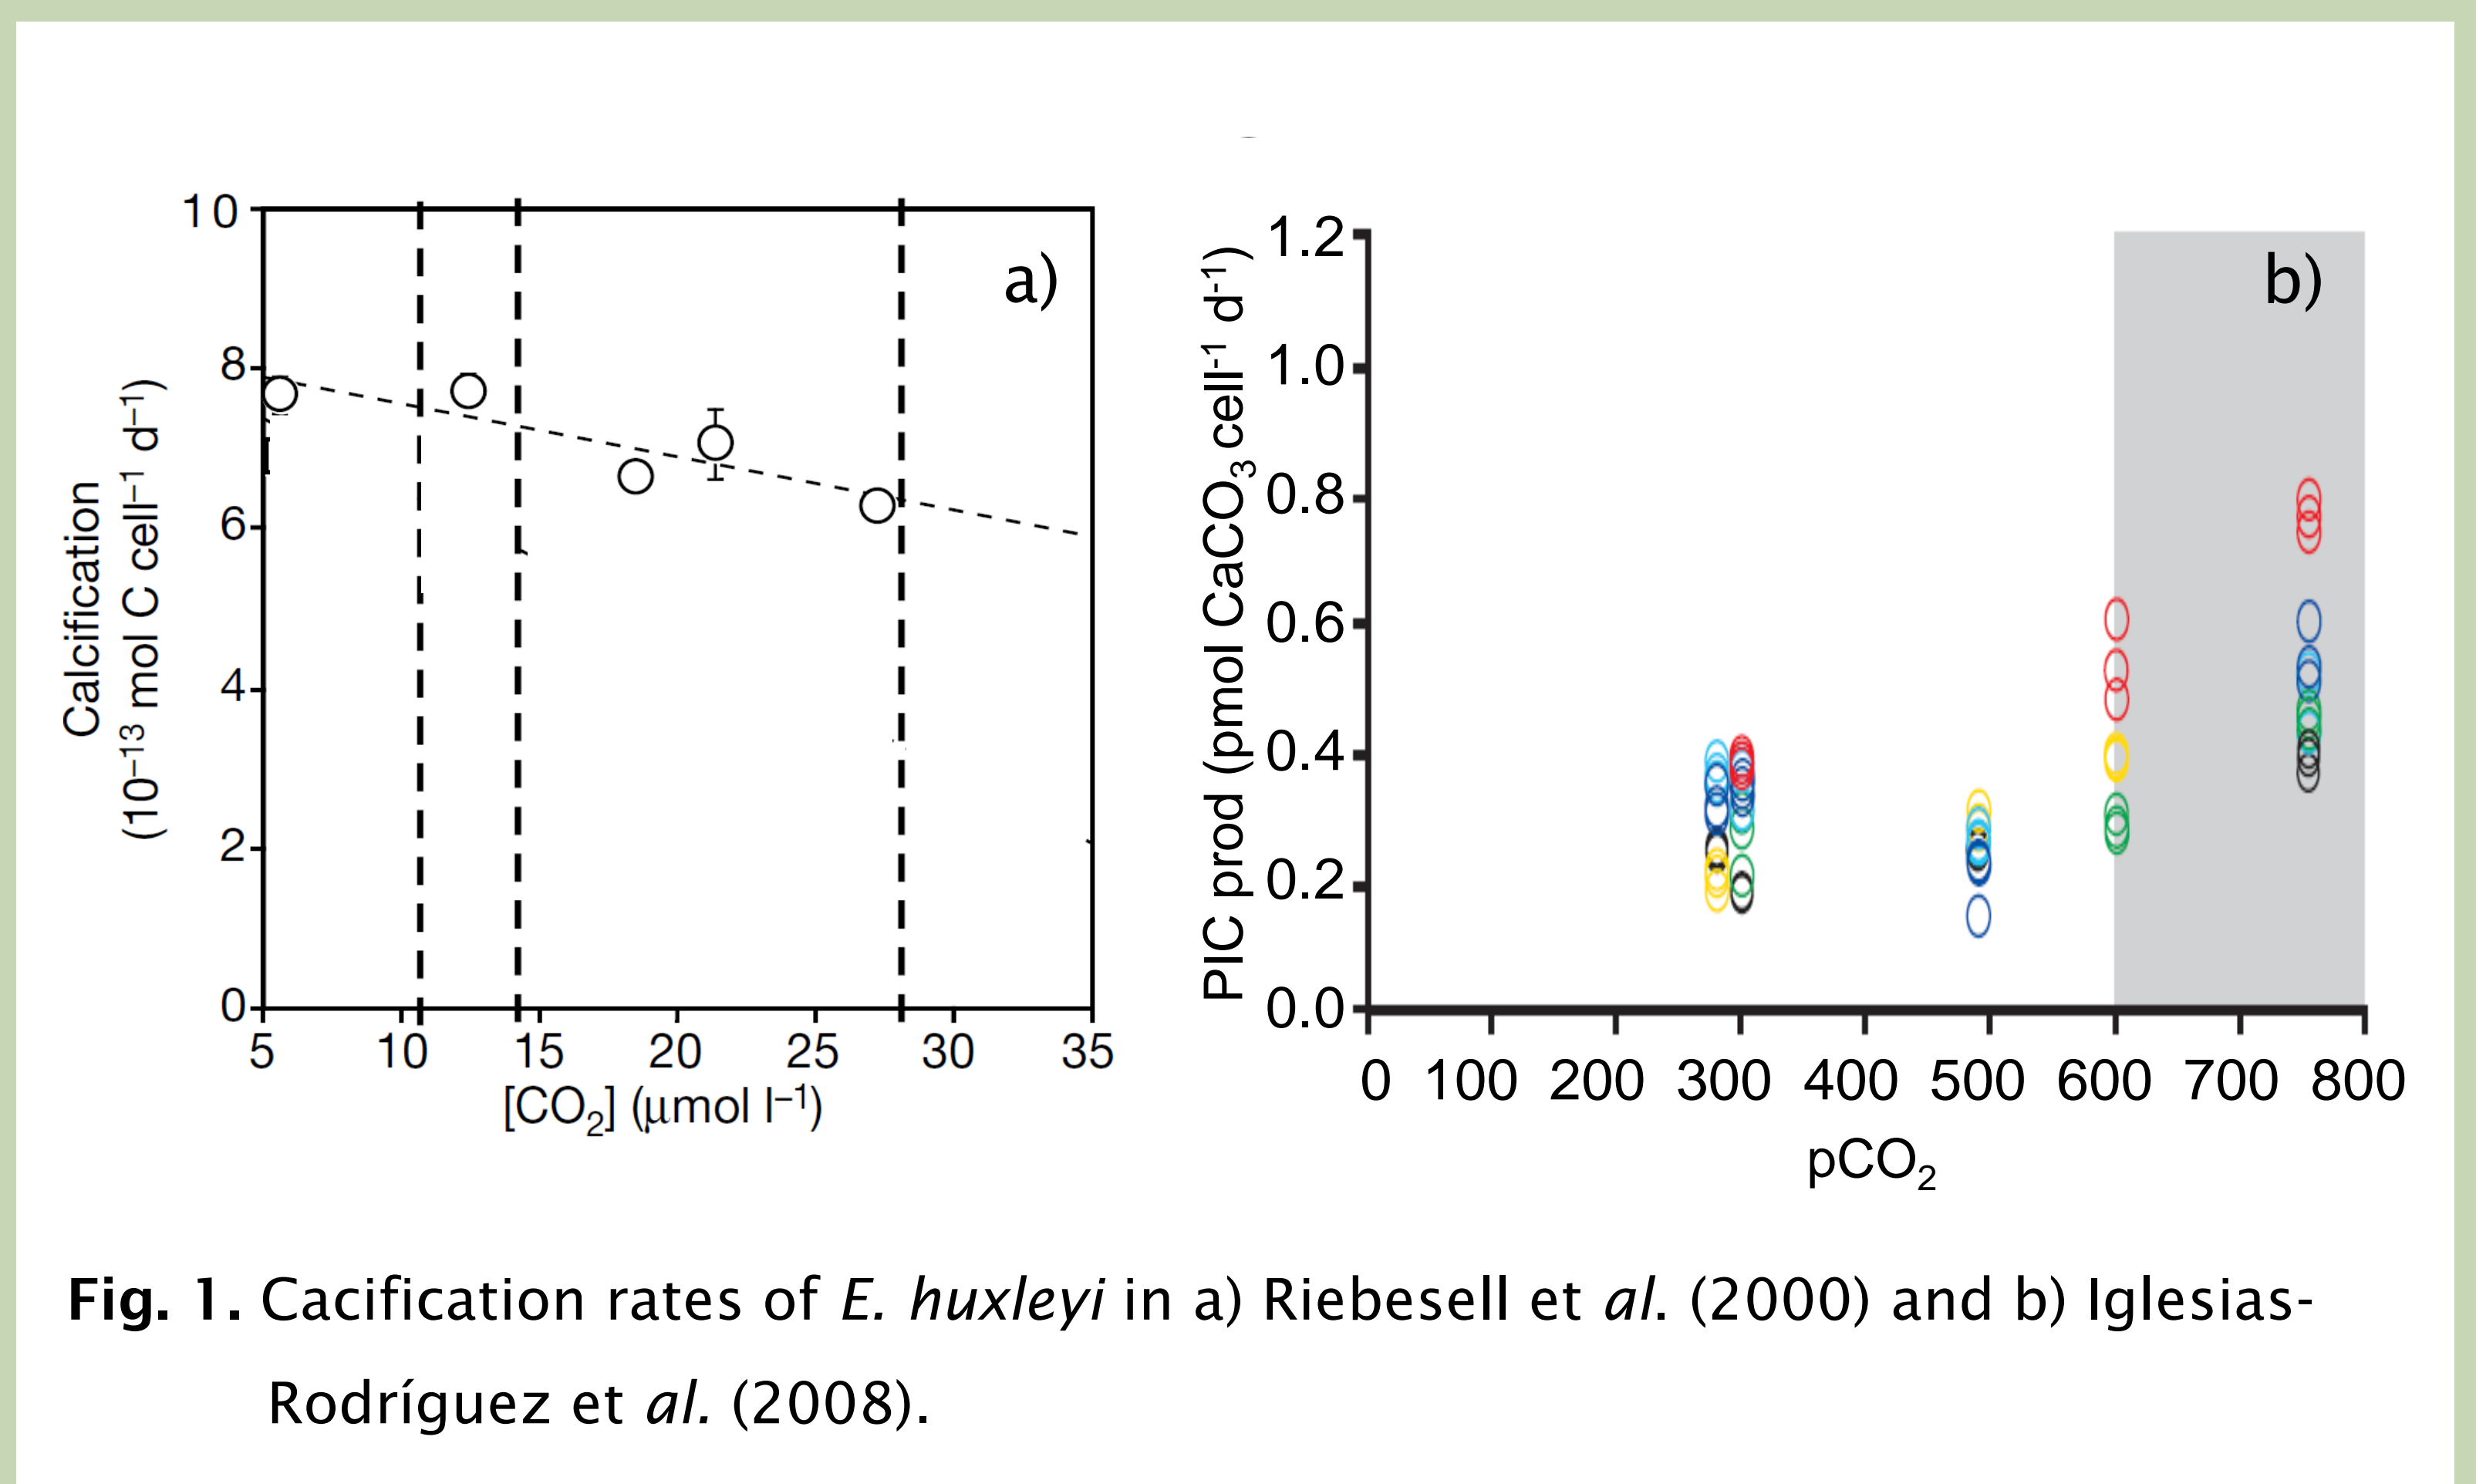 10
8
6
4
2
0
Calcification
(10⁻¹³ mol C cell⁻¹ d⁻¹)
a)
5 10 15 20 25 30 35
[CO₂] (μmol l⁻¹)
1.2
1.0
0.8
0.6
0.4
0.2
0.0
PIC prod (pmol CaCO₃ cell⁻¹ d⁻¹)
b)
0 100 200 300 400 500 600 700 800
pCO₂
Fig. 1. Cacification rates of E. huxleyi in a) Riebesell et al. (2000) and b) Iglesias-
Rodríguez et al. (2008).